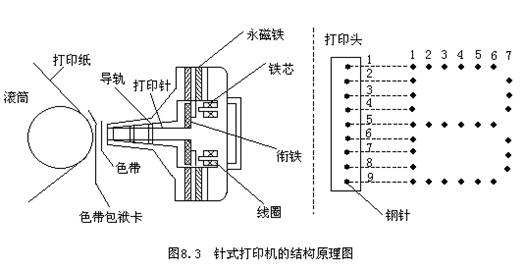 永磁铁
打印头
打印纸
导轨
打印针
铁芯
滚筒
1 2 3 4 5 6 7
1
2
3
4
5
6
7
8
9
衔铁
色带
色带包袱卡
线圈
钢针
图8.3 针式打印机的结构原理图